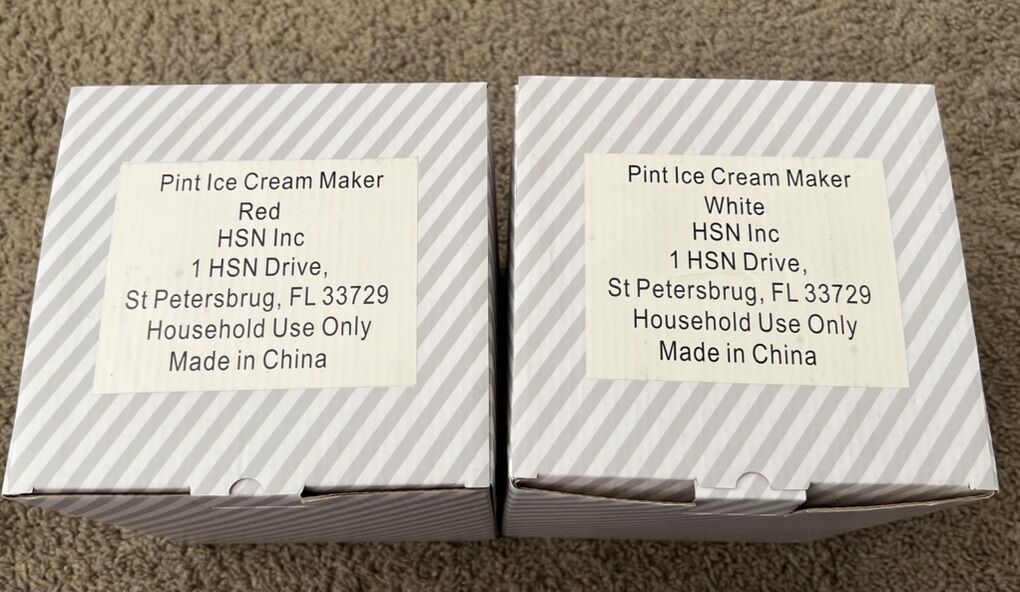 Pint Ice Cream Maker
Red
HSN Inc
1 HSN Drive,
St Petersbrug, FL 33729
Household Use Only
Made in China
Pint Ice Cream Maker
White
HSN Inc
1 HSN Drive,
St Petersbrug, FL 33729
Household Use Only
Made in China